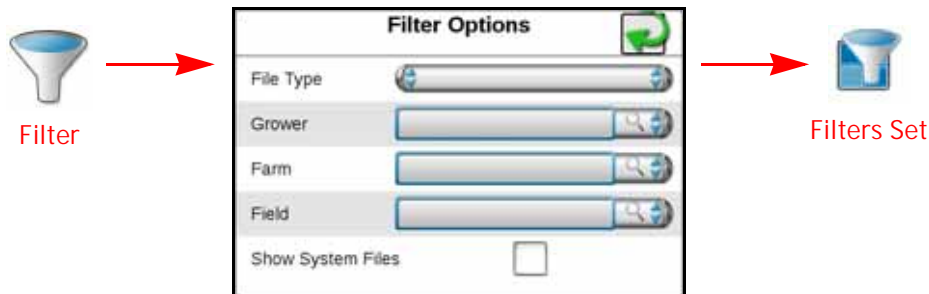 Filter Options
File Type
Grower
Farm
Field
Show System Files
Filter
Filters Set